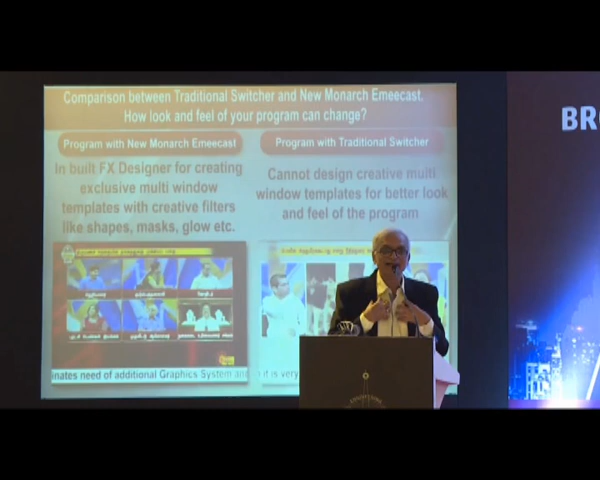 Comparison between Traditional Switcher and New Monarch Emeecast.
How look and feel of your program can change?
Program with New Monarch Emeecast
Program with Traditional Switcher
In built FX Designer for creating
exclusive multi window
templates with creative filters
like shapes, masks, glow etc.
Cannot design creative multi
window templates for better look
and feel of the program
inates need of additional Graphics System and
it is very
BRO